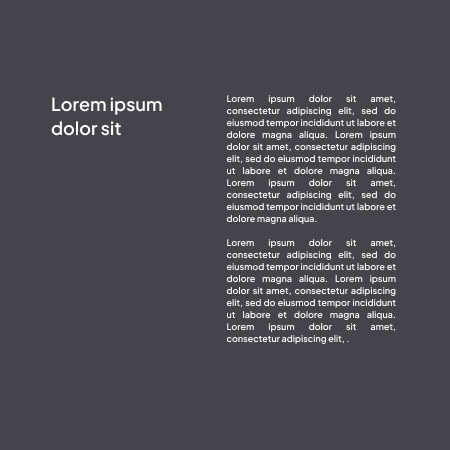 Lorem ipsum
dolor sit
Lorem ipsum dolor sit amet,
consectetur adipiscing elit, sed do
eiusmod tempor incididunt ut labore et
dolore magna aliqua. Lorem ipsum
dolor sit amet, consectetur adipiscing
elit, sed do eiusmod tempor incididunt
ut labore et dolore magna aliqua.
Lorem ipsum dolor sit amet,
consectetur adipiscing elit, sed do
eiusmod tempor incididunt ut labore et
dolore magna aliqua.
Lorem ipsum dolor sit amet,
consectetur adipiscing elit, sed do
eiusmod tempor incididunt ut labore et
dolore magna aliqua. Lorem ipsum
dolor sit amet, consectetur adipiscing
elit, sed do eiusmod tempor incididunt
ut labore et dolore magna aliqua.
Lorem ipsum dolor sit amet,
consectetur adipiscing elit, .